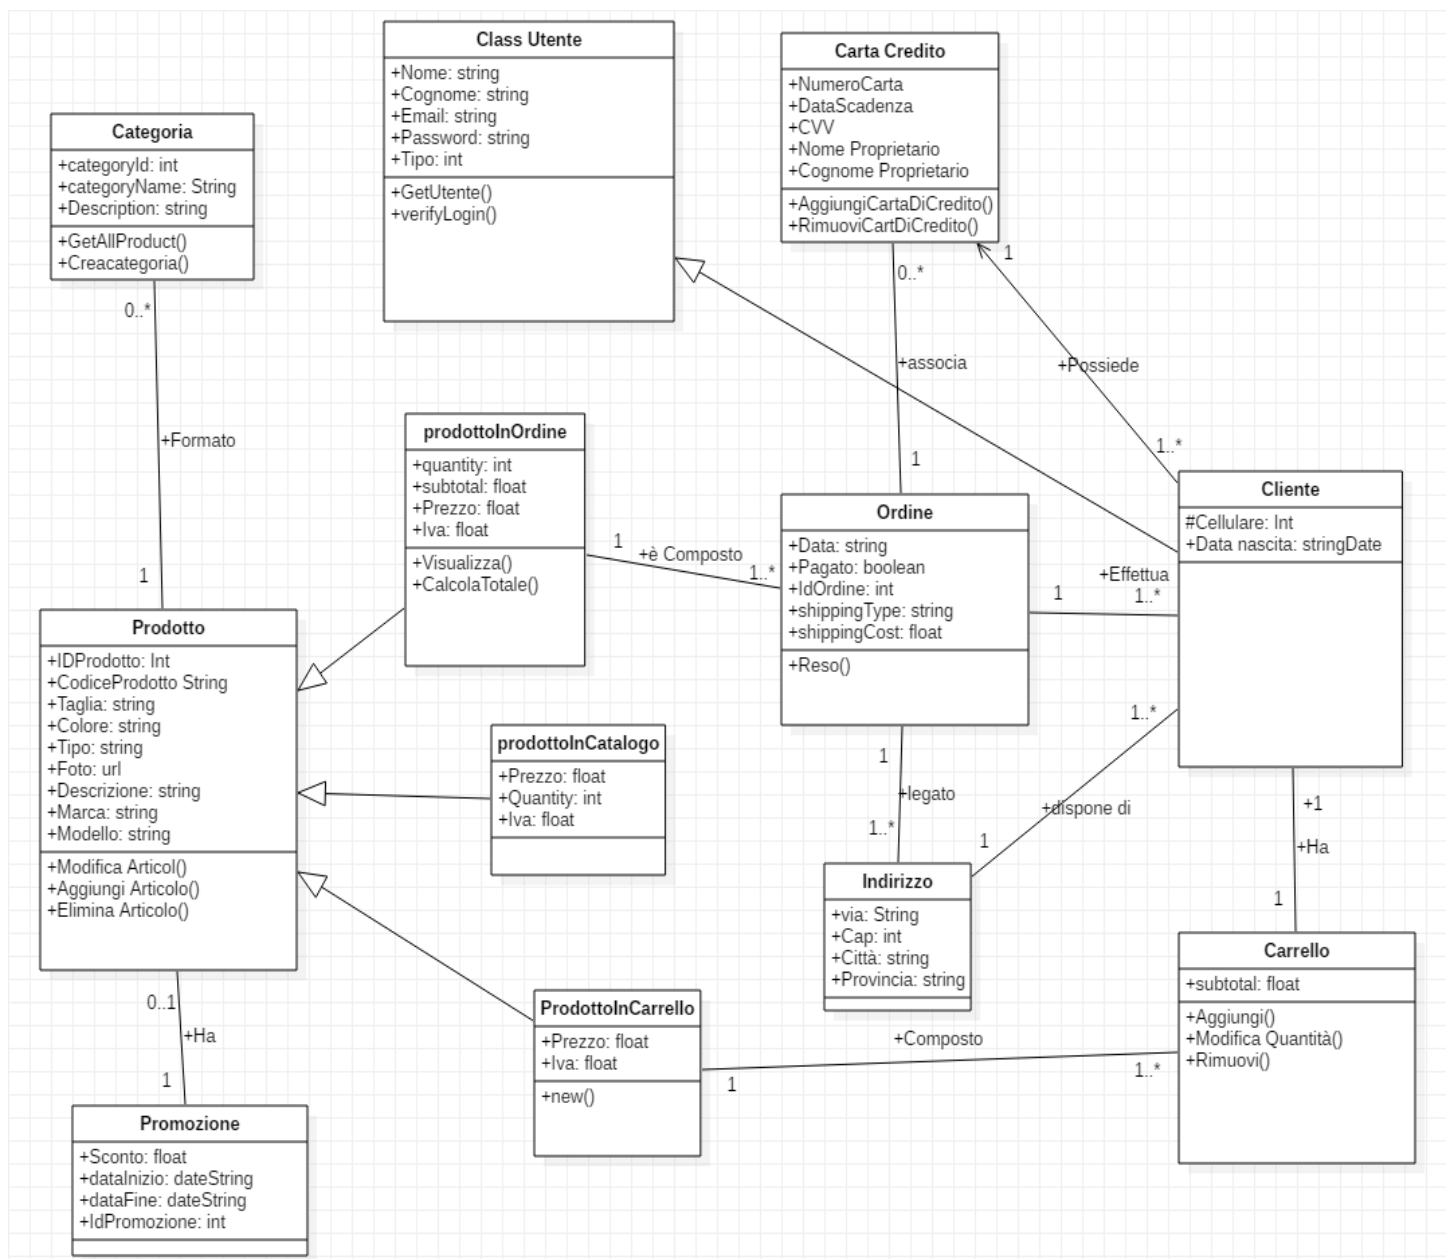 Class Utente
+Nome: string
+Cognome: string
+Email: string
+Password: string
+Tipo: int
+GetUtente()
+verifyLogin()
Carta Credito
+NumeroCarta
+DataScadenza
+CVV
+Nome Proprietario
+Cognome Proprietario
+AggiungiCartaDiCredito()
+RimuoviCartDiCredito()
Categoria
+categoryId: int
+categoryName: String
+Description: string
+GetAllProduct()
+Creacategoria()
0..*
+Formato
1
0..*
+associa
1
1
+Possiede
1..*
prodottoInOrdine
+quantity: int
+subtotal: float
+Prezzo: float
+Iva: float
+Visualizza()
+CalcolaTotale()
1
+è Composto
1..*
Ordine
+Data: string
+Pagato: boolean
+IdOrdine: int
+shippingType: string
+shippingCost: float
+Reso()
Cliente
#Cellulare: Int
+Data nascita: stringDate
+Effettua
1
1..*
Prodotto
+IDProdotto: Int
+CodiceProdotto String
+Taglia: string
+Colore: string
+Tipo: string
+Foto: url
+Descrizione: string
+Marca: string
+Modello: string
+Modifica Articol()
+Aggiungi Articolo()
+Elimina Articolo()
prodottoInCatalogo
+Prezzo: float
+Quantity: int
+Iva: float
1
+legato
1..*
1..*
+dispone di
1
+1
+Ha
1
Indirizzo
+via: String
+Cap: int
+Città: string
+Provincia: string
Carrello
+subtotal: float
+Aggiungi()
+Modifica Quantità()
+Rimuovi()
ProdottoInCarrello
+Prezzo: float
+Iva: float
+new()
+Composto
1
1..*
0..1
+Ha
1
Promozione
+Sconto: float
+dataInizio: dateString
+dataFine: dateString
+IdPromozione: int